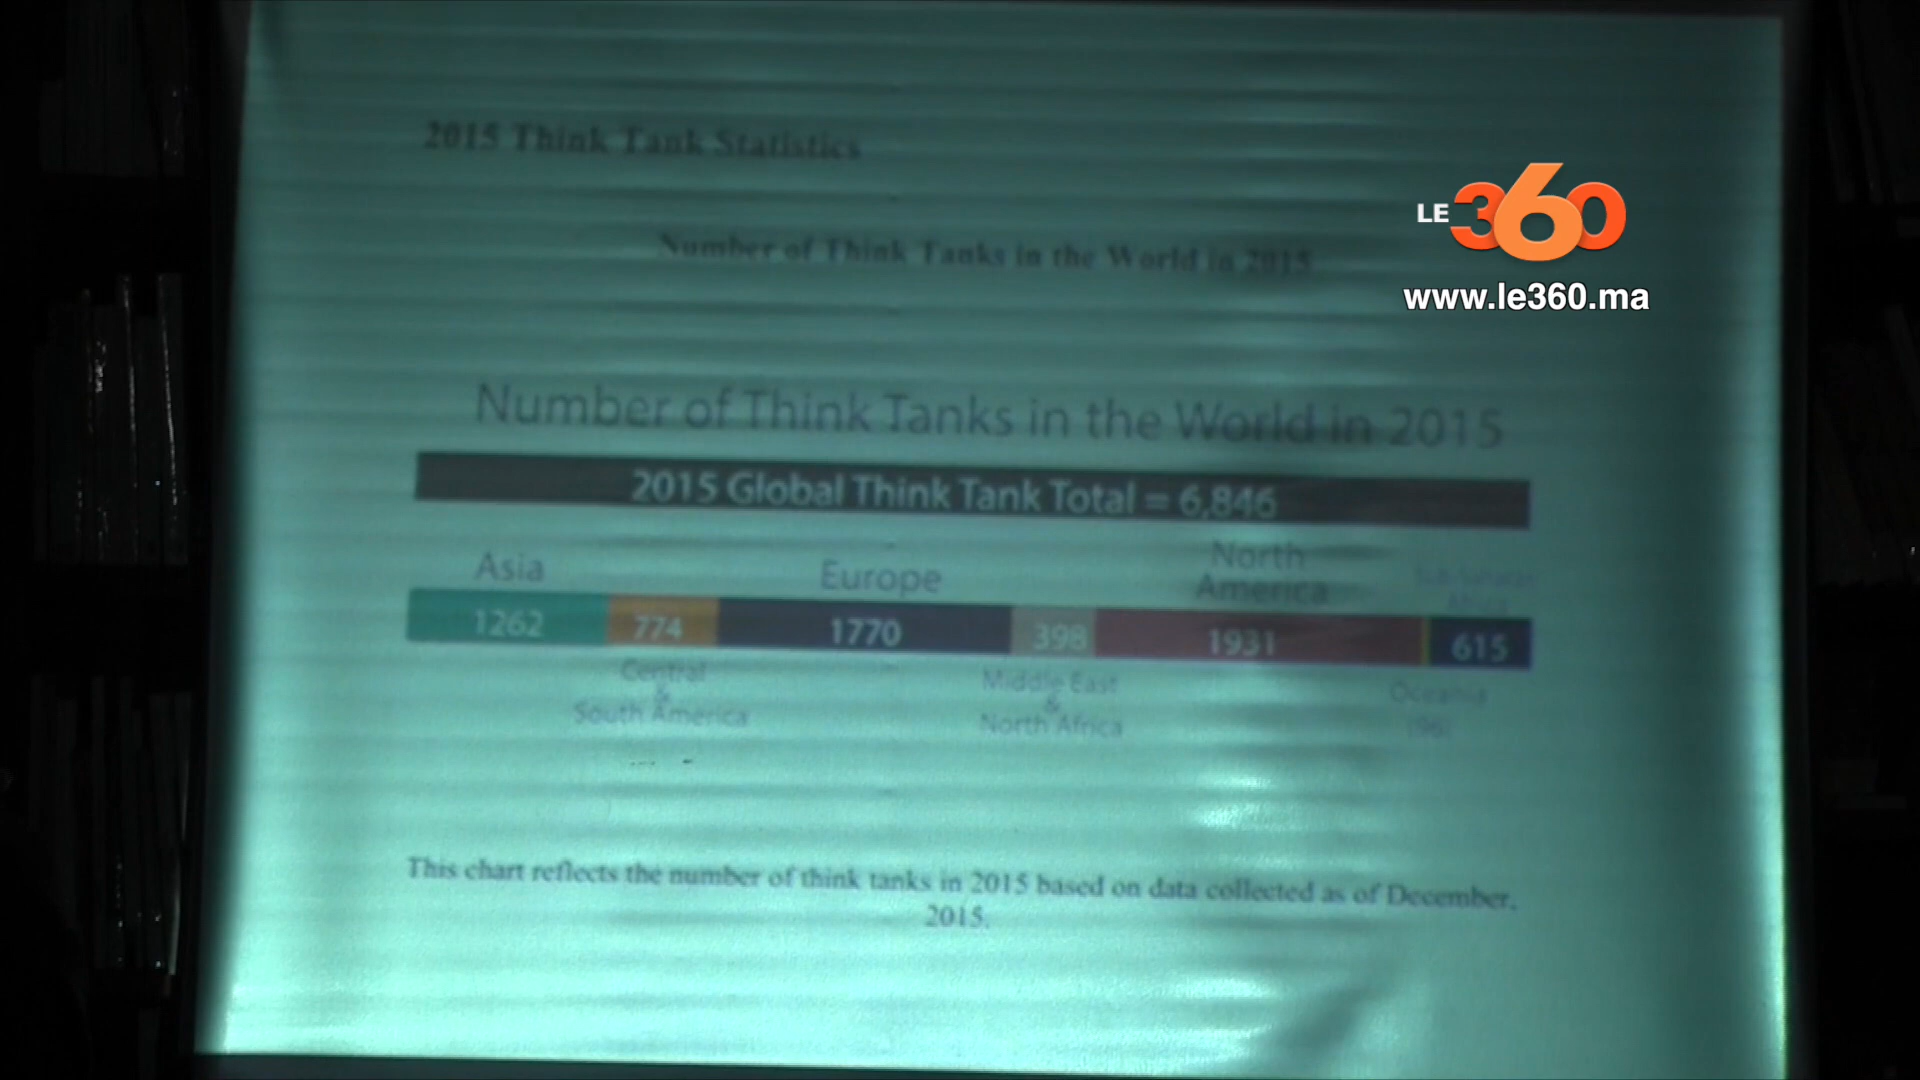 2015 Think Tank Statistics
LE 360
www.le360.ma
Number of Think Tanks in the World in 2015
Number of Think Tanks in the World in 2015
2015 Global Think Tank Total = 6,846
Asia
Europe
North
America
Africa
1262 774 1770 398 1931 615
Central
&
South America
Middle East
&
North Africa
Oceania
This chart reflects the number of think tanks in 2015 based on data collected as of December,
2015.